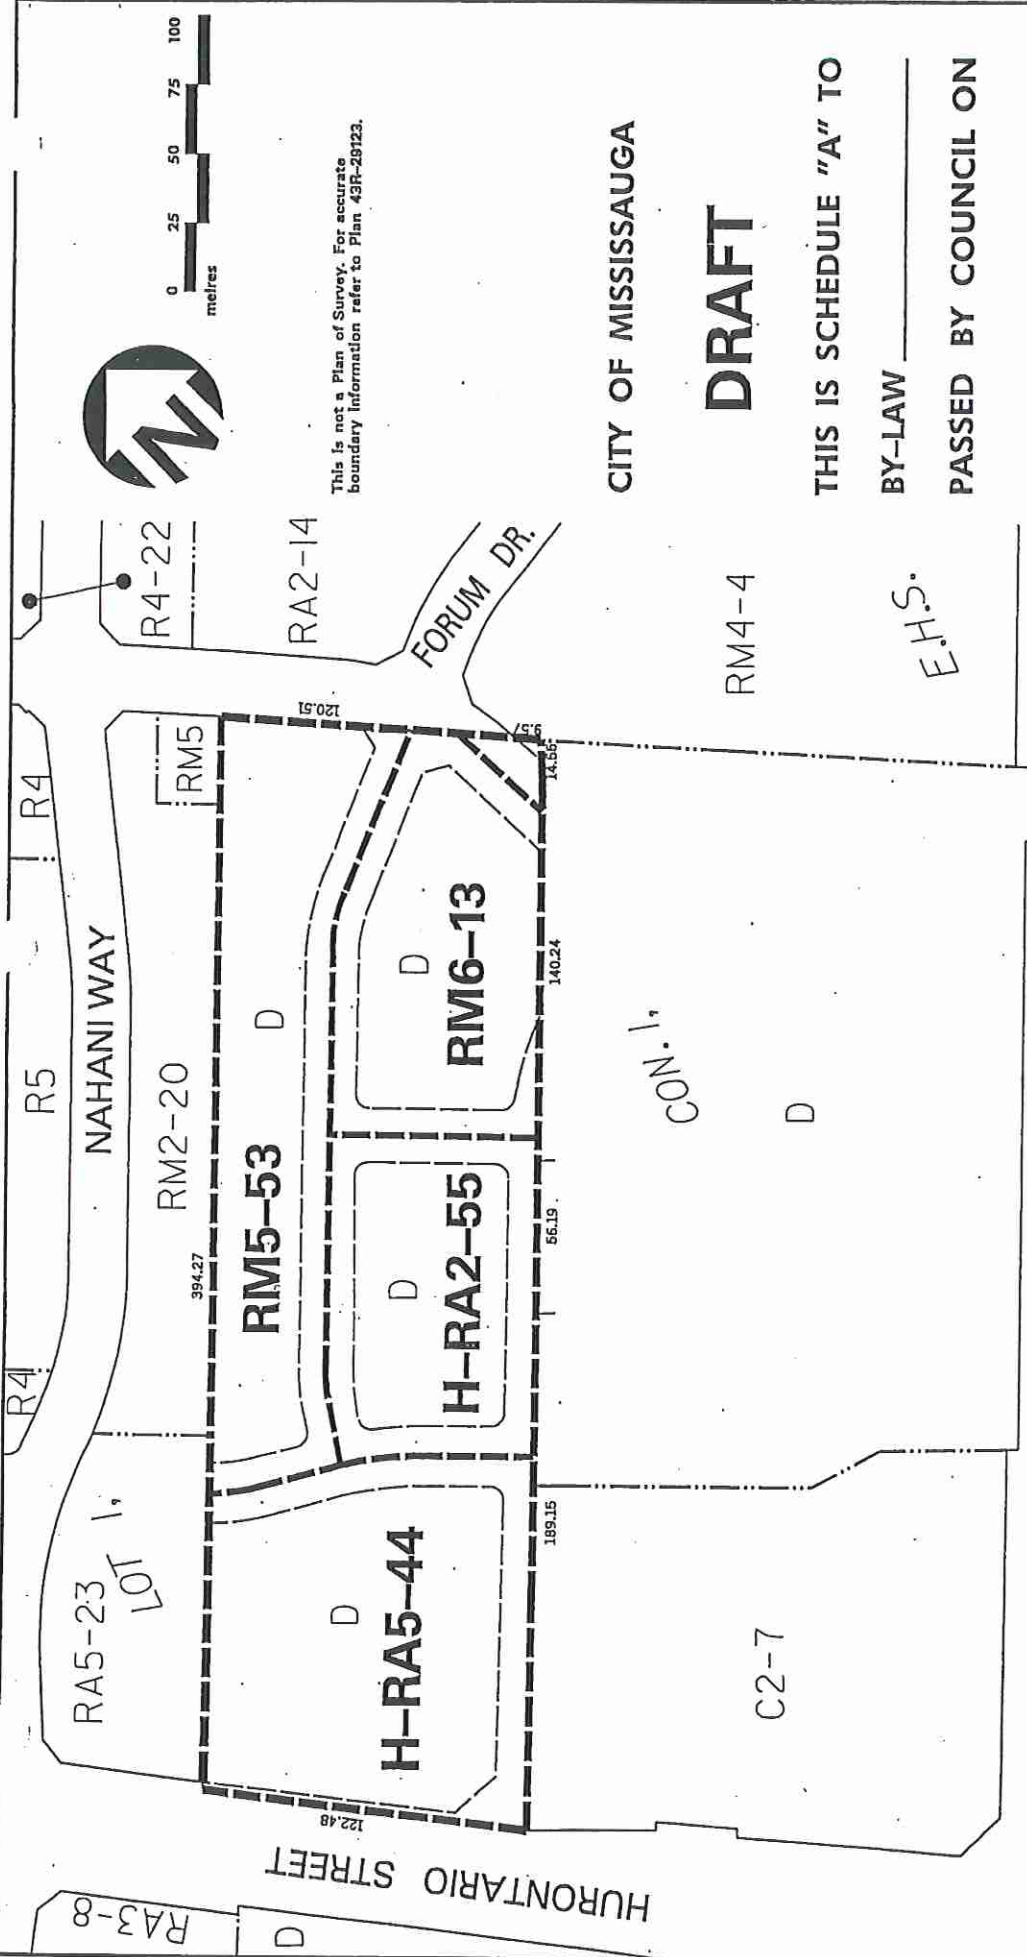 R4
R5
R4
NAHANI WAY
R4-22
RM5
RM2-20
RA5-23
LOT 1,
RA2-14
FORUM DR.
394.27
120.51
RM5-53
D
D
RM6-13
D
H-RA2-55
D
H-RA5-44
9.57
14.66
140.24
56.19
189.15
122.48
HURONTARIO STREET
RA3-8
D
RM4-4
E.H.S.
CON. 1,
D
C2-7
N
0 25 50 75 100
metres
This is not a Plan of Survey. For accurate
boundary information refer to Plan 43R-29123.
CITY OF MISSISSAUGA
DRAFT
THIS IS SCHEDULE "A" TO
BY-LAW
PASSED BY COUNCIL ON